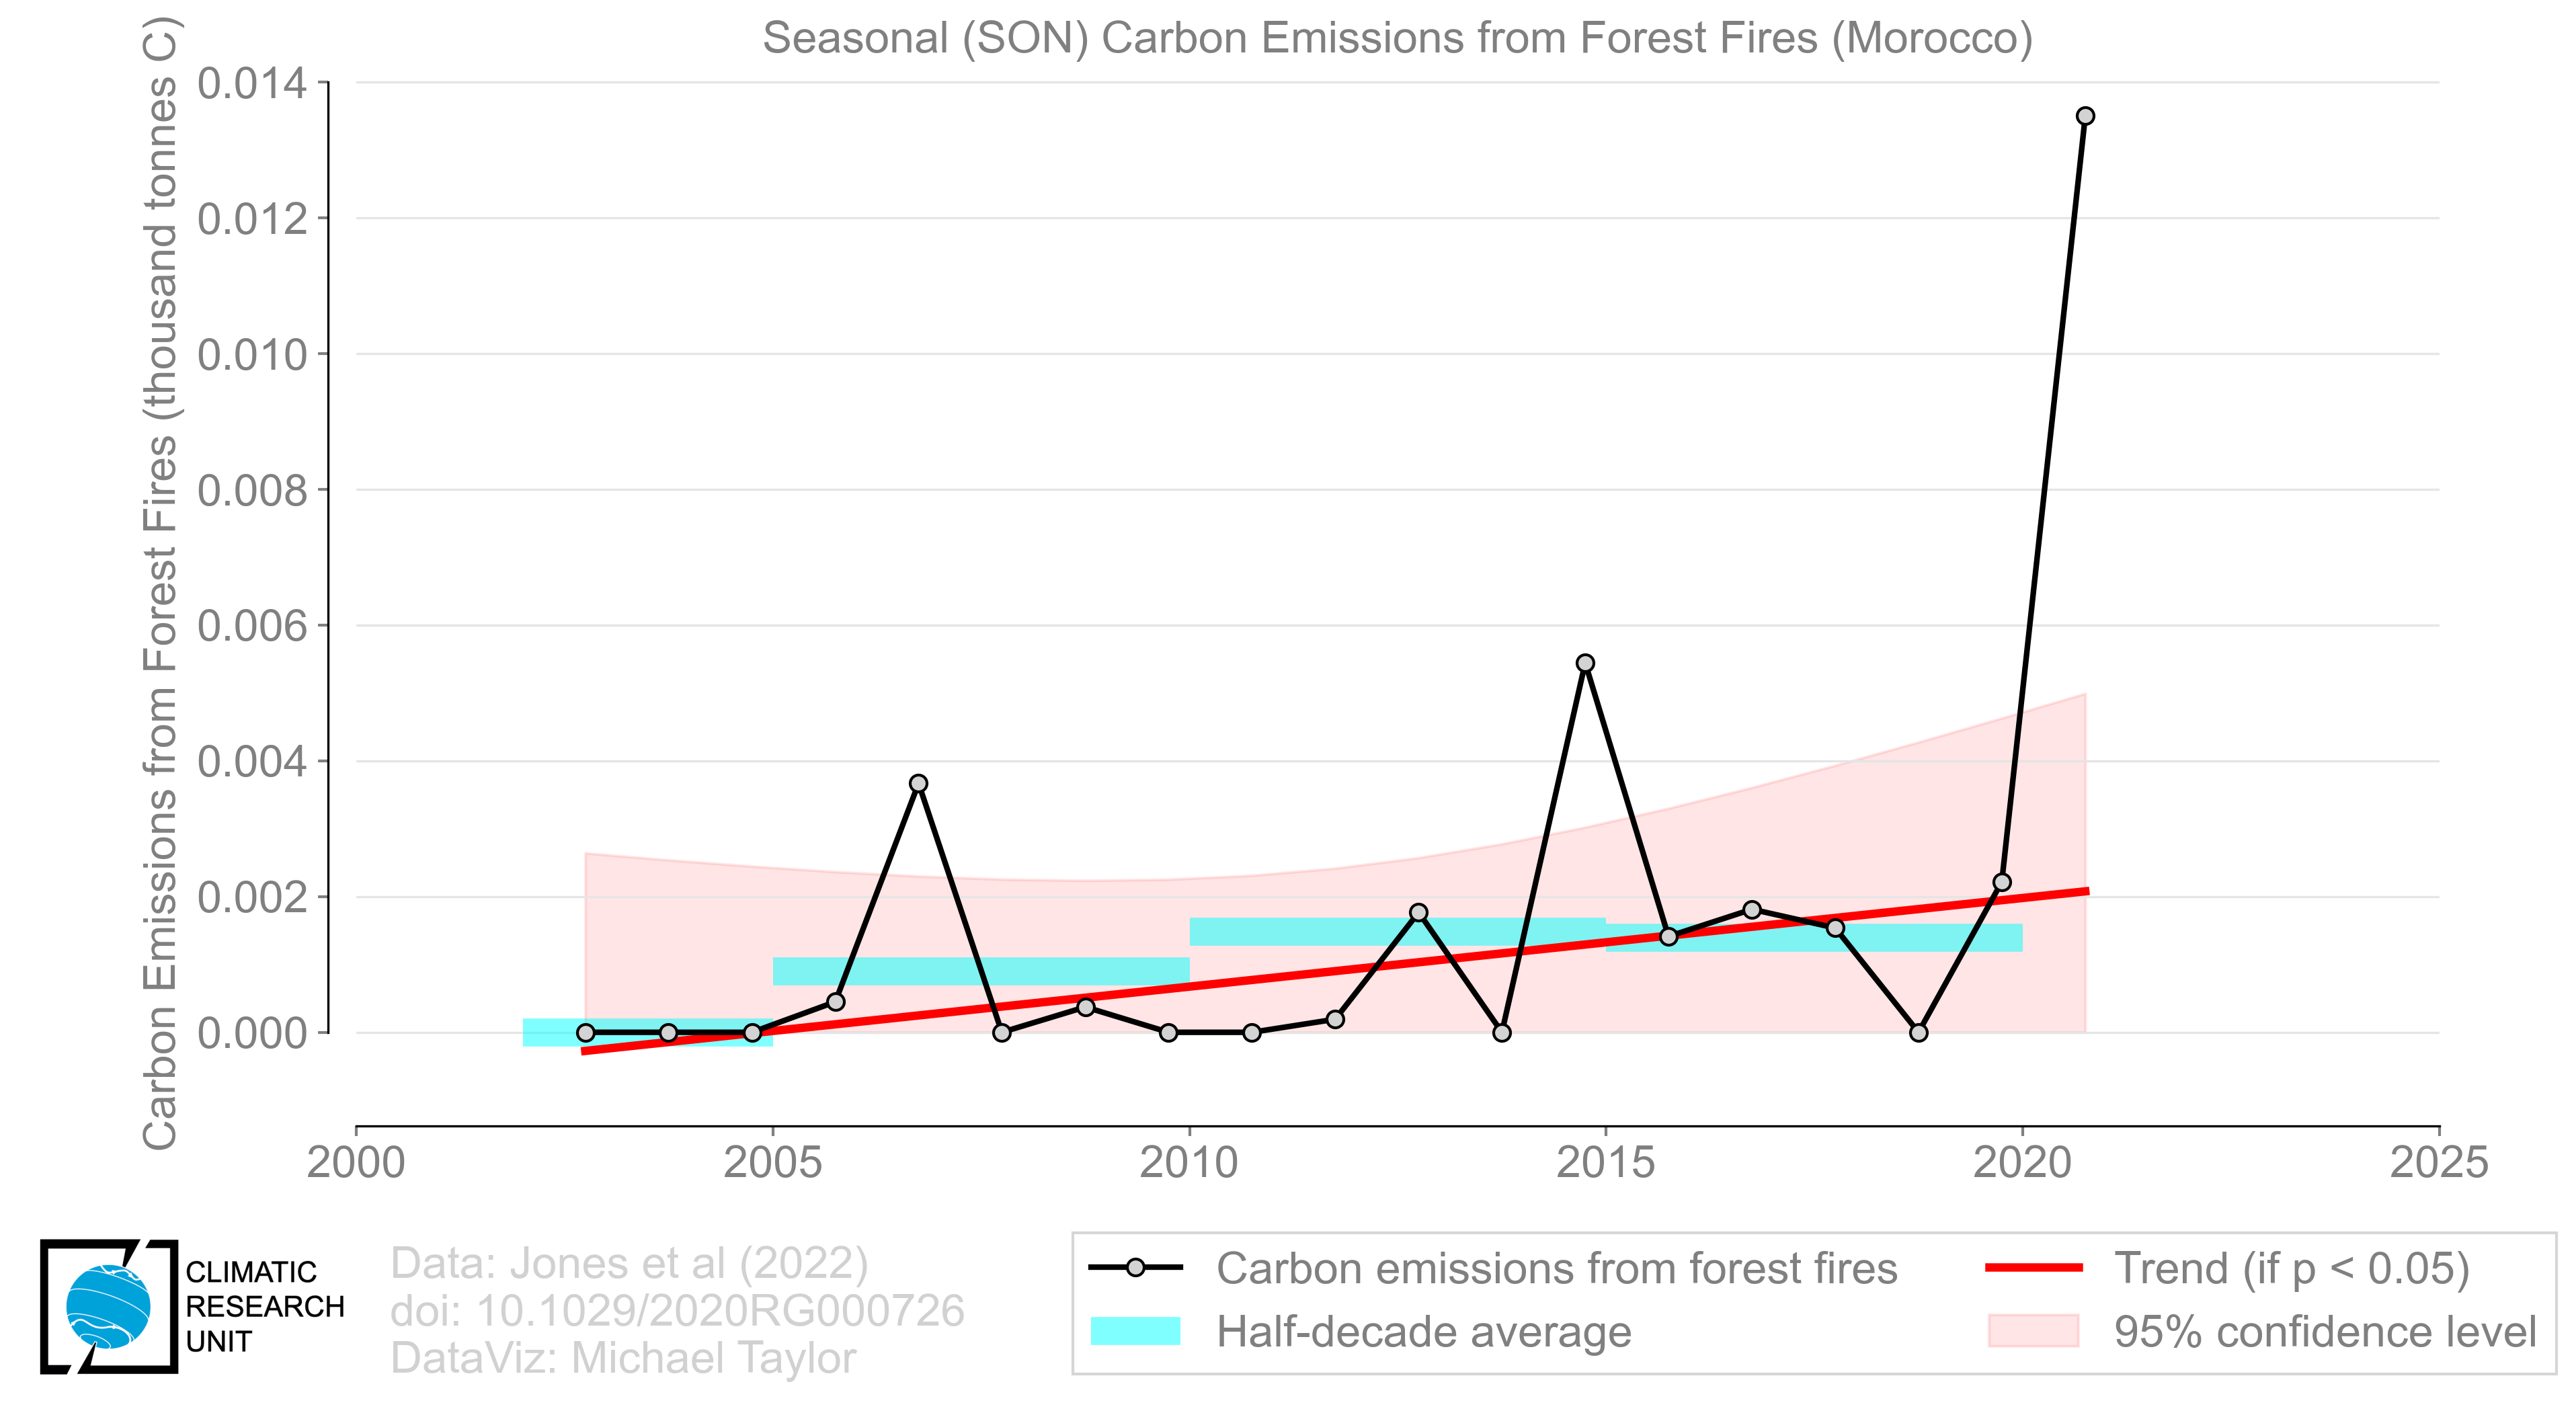 Seasonal (SON) Carbon Emissions from Forest Fires (Morocco)
Carbon Emissions from Forest Fires (thousand tonnes C)
0.014
0.012
0.010
0.008
0.006
0.004
0.002
0.000
2000 2005 2010 2015 2020 2025
CLIMATIC
RESEARCH
UNIT
Data: Jones et al (2022)
doi: 10.1029/2020RG000726
DataViz: Michael Taylor
Carbon emissions from forest fires
Half-decade average
Trend (if p < 0.05)
95% confidence level